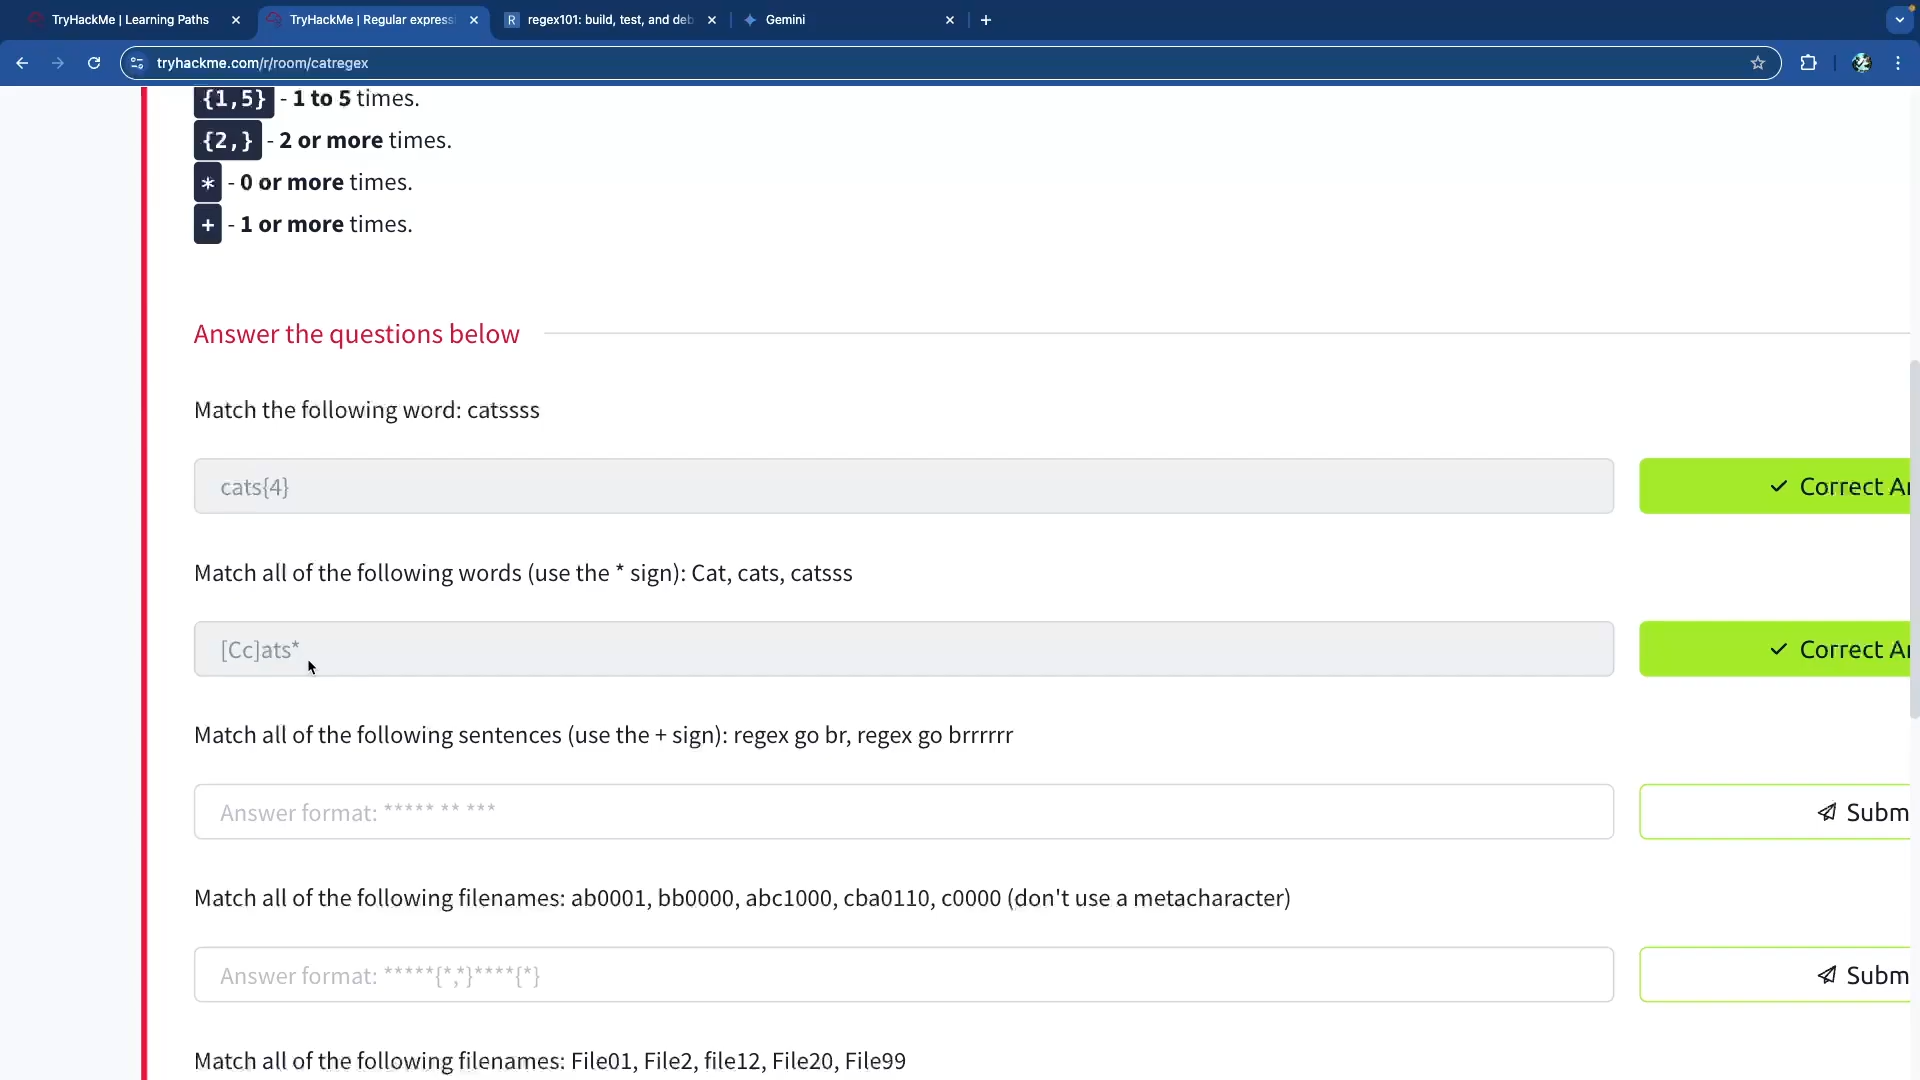 TryHackMe | Learning Paths
TryHackMe | Regular express
regex101: build, test, and deb
Gemini
tryhackme.com/r/room/catregex
{1,5} - 1 to 5 times.
{2,} - 2 or more times.
* - 0 or more times.
+ - 1 or more times.
Answer the questions below
Match the following word: catssss
cats{4}
Correct Ar
Match all of the following words (use the * sign): Cat, cats, catsss
[Cc]ats*
Correct Ar
Match all of the following sentences (use the + sign): regex go br, regex go brrrrrr
Answer format: ***** ** ***
Subm
Match all of the following filenames: ab0001, bb0000, abc1000, cba0110, c0000 (don't use a metacharacter)
Answer format: *****{*,*}****{*}
Subm
Match all of the following filenames: File01, File2, file12, File20, File99